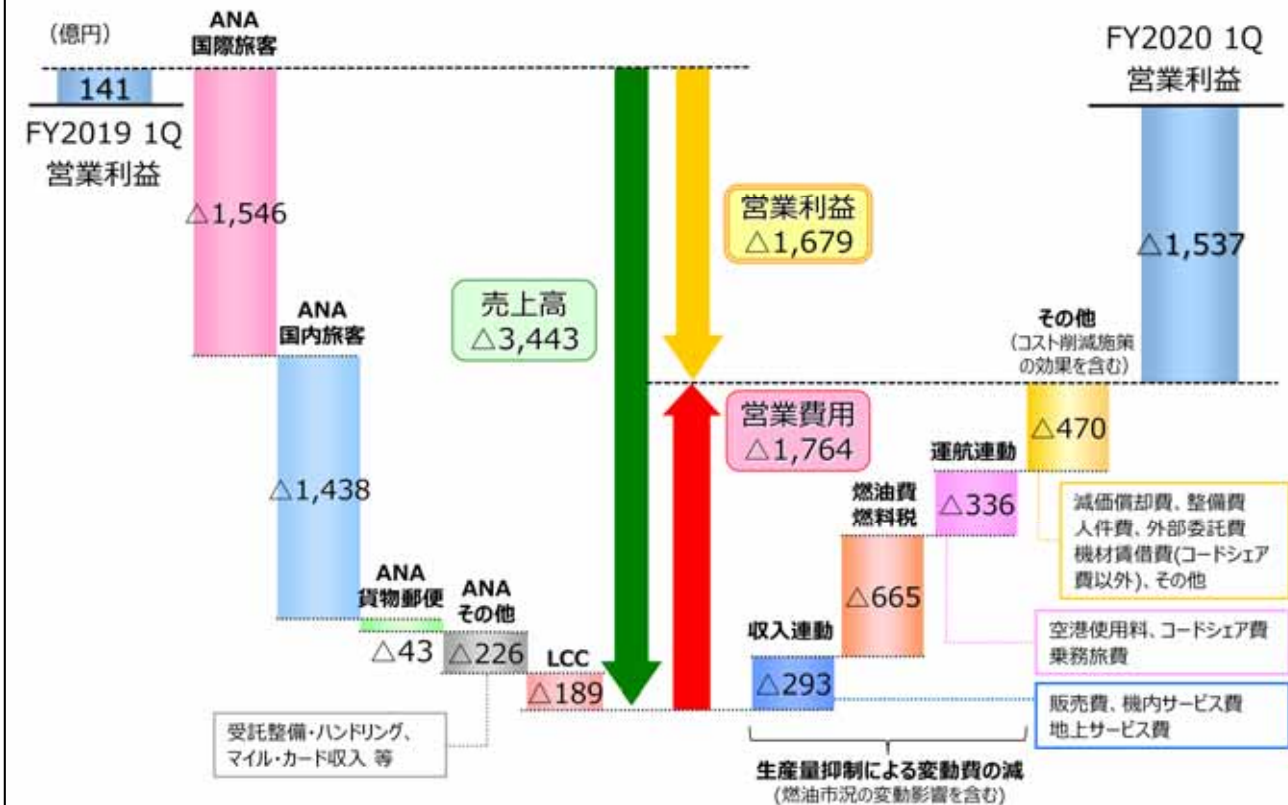 (億円)
141
FY2019 1Q
営業利益
ANA
国際旅客
△1,546
ANA
国内旅客
△1,438
ANA
貨物郵便
△43
ANA
その他
△226
受託整備・ハンドリング、
マイル・カード収入 等
LCC
△189
売上高
△3,443
営業利益
△1,679
営業費用
△1,764
収入連動
△293
燃油費
燃料税
△665
運航連動
△336
その他
(コスト削減施策
の効果を含む)
△470
FY2020 1Q
営業利益
△1,537
減価償却費、整備費
人件費、外部委託費
機材賃借費(コードシェア
費以外)、その他
空港使用料、コードシェア費
乗務旅費
販売費、機内サービス費
地上サービス費
生産量抑制による変動費の減
(燃油市況の変動影響を含む)